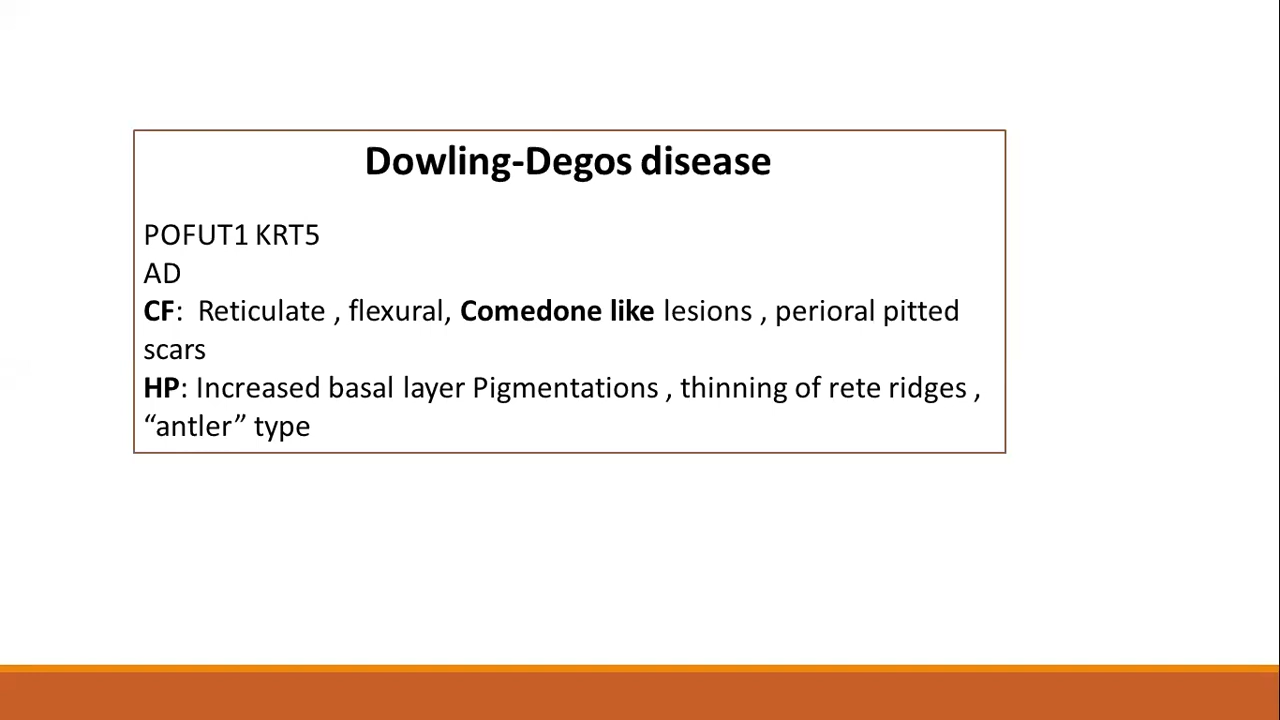 Dowling-Degos disease
POFUT1 KRT5
AD
CF:  Reticulate , flexural, Comedone like lesions , perioral pitted
scars
HP: Increased basal layer Pigmentations , thinning of rete ridges ,
“antler” type